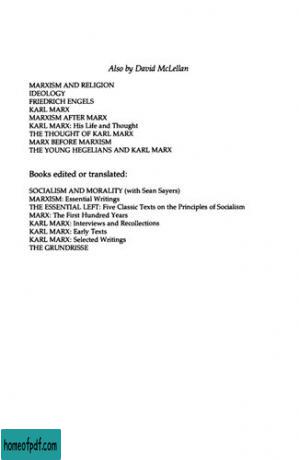 Also by David McLellan
MARXISM AND RELIGION
IDEOLOGY
FRIEDRICH ENGELS
KARL MARX
MARXISM AFTER MARX
KARL MARX: His Life and Thought
THE THOUGHT OF KARL MARX
MARX BEFORE MARXISM
THE YOUNG HEGELIANS AND KARL MARX
Books edited or translated:
SOCIALISM AND MORALITY (with Sean Sayers)
MARXISM: Essential Writings
THE ESSENTIAL LEFT: Five Classic Texts on the Principles of Socialism
MARX: The First Hundred Years
KARL MARX: Interviews and Recollections
KARL MARX: Early Texts
KARL MARX: Selected Writings
THE GRUNDRISSE
homeofpdf.com